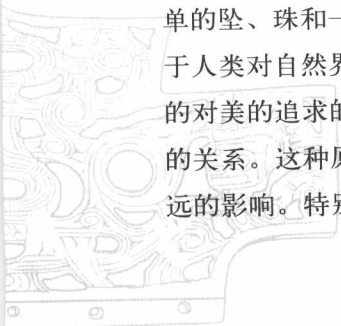 单的坠、珠和
于人类对自然界
的对美的追求的
的关系。这种
远的影响。特别